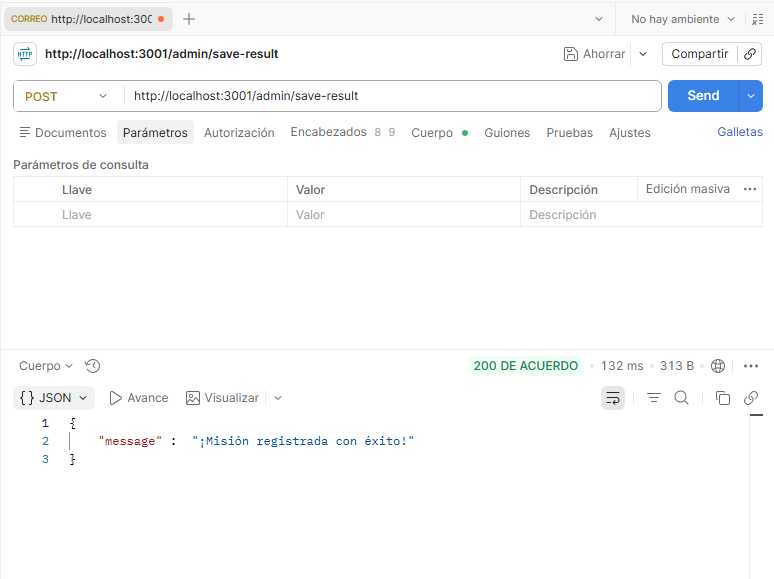 CORREO http://localhost:300
No hay ambiente
HTTP http://localhost:3001/admin/save-result
Ahorrar
Compartir
POST http://localhost:3001/admin/save-result
Send
Documentos Parámetros Autorización Encabezados 8 9 Cuerpo Guiones Pruebas Ajustes Galletas
Parámetros de consulta
Llave Valor Descripción Edición masiva
Llave Valor Descripción
Cuerpo 200 DE ACUERDO 132 ms 313 B
{ } JSON Avance Visualizar
1 {
2 "message" : "¡Misión registrada con éxito!"
3 }